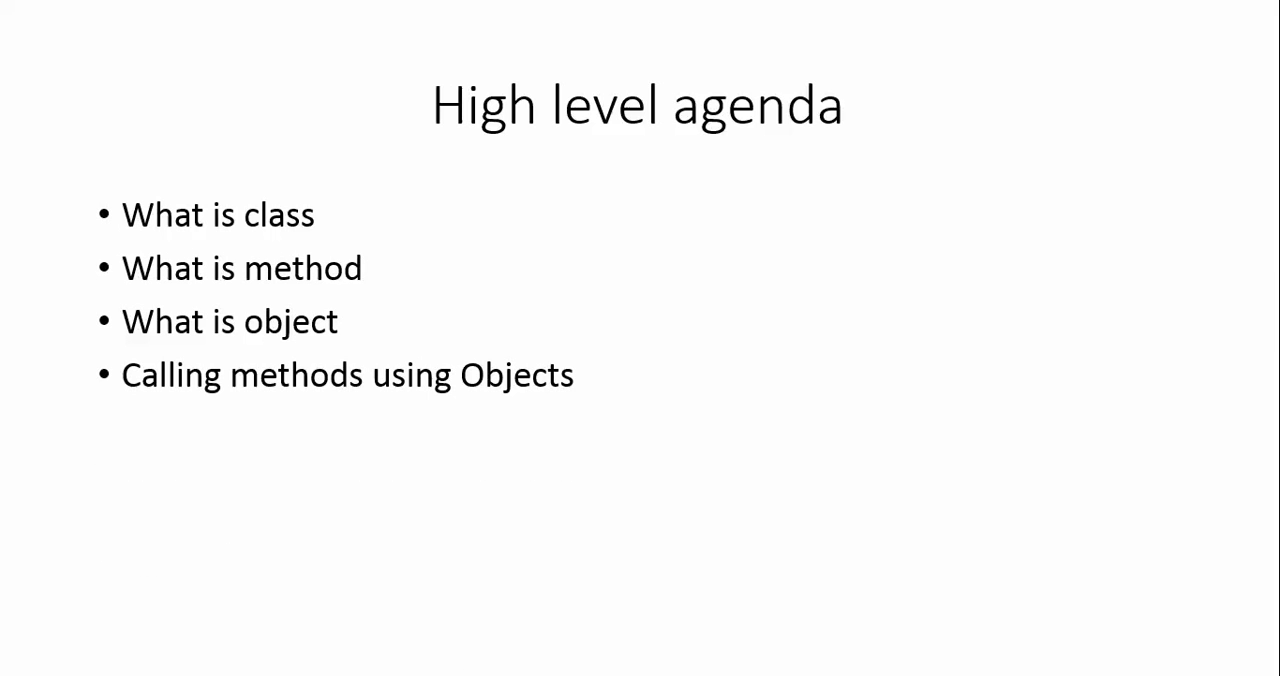 High level agenda
• What is class
• What is method
• What is object
• Calling methods using Objects